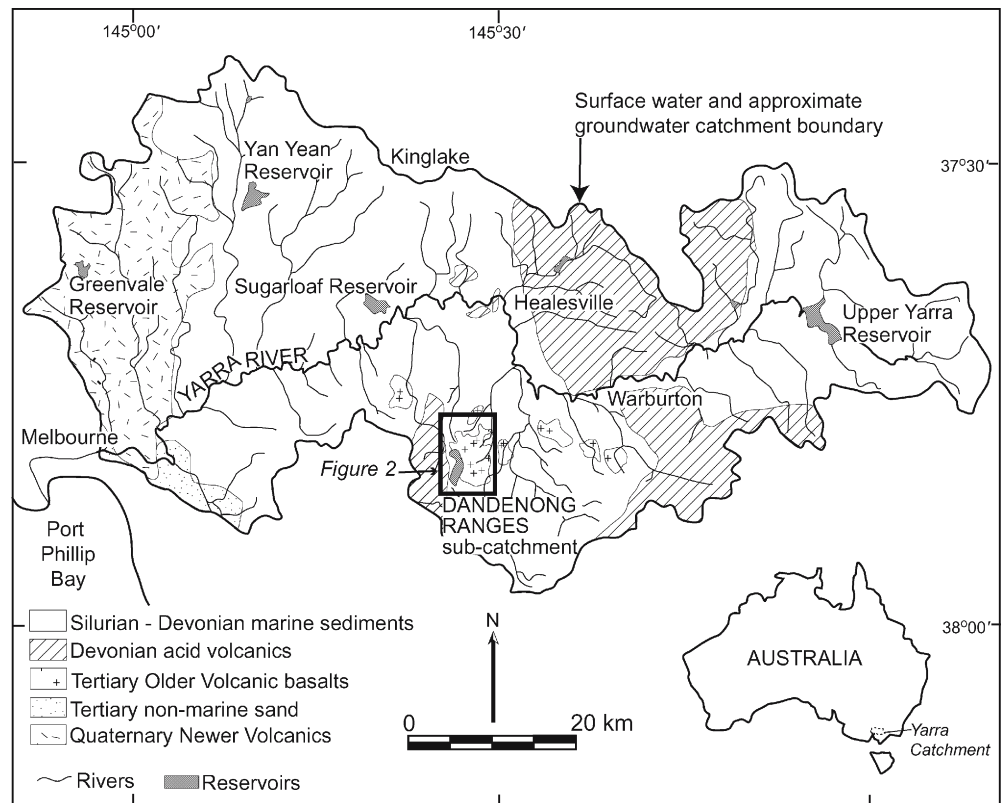 145°00'
145°30'
Surface water and approximate
groundwater catchment boundary
Yan Yean
Reservoir
Kinglake
37°30'
Greenvale
Reservoir
Sugarloaf Reservoir
Healesville
Upper Yarra
Reservoir
YARRA RIVER
Warburton
Melbourne
Figure 2
DANDENONG
RANGES
sub-catchment
Port
Phillip
Bay
Silurian - Devonian marine sediments
Devonian acid volcanics
Tertiary Older Volcanic basalts
Tertiary non-marine sand
Quaternary Newer Volcanics
Rivers
Reservoirs
N
0
20 km
38°00'
AUSTRALIA
Yarra
Catchment